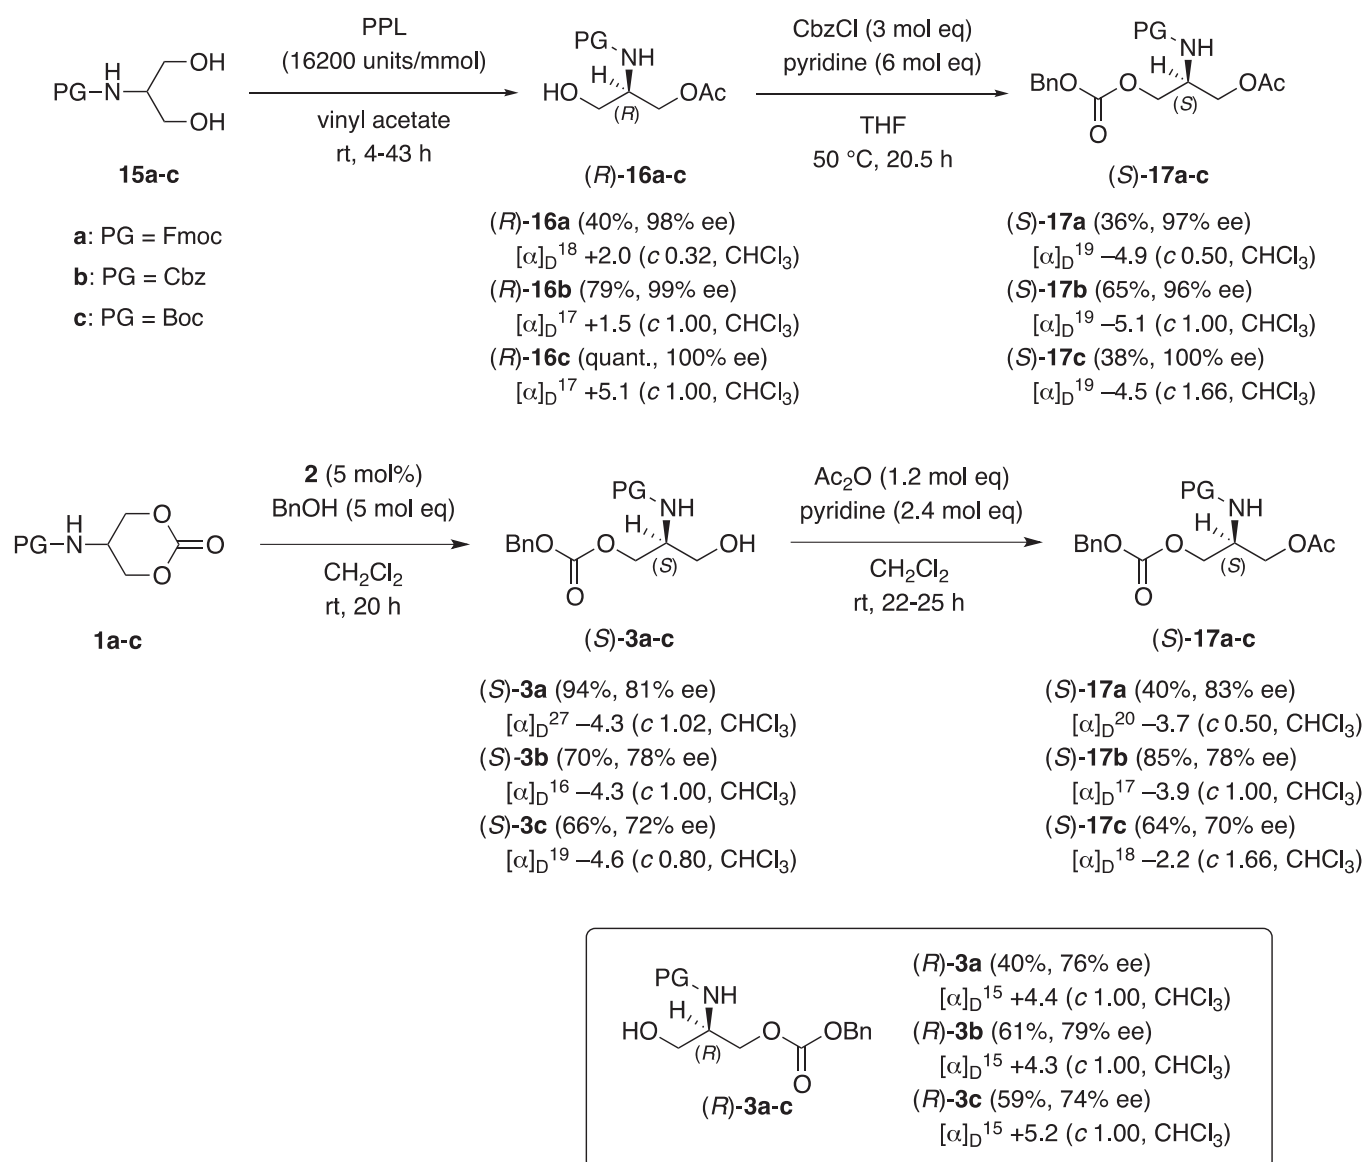 PPL
(16200 units/mmol)
vinyl acetate
rt, 4-43 h
CbzCl (3 mol eq)
pyridine (6 mol eq)
THF
50 °C, 20.5 h
PG–N
H
OH
OH
15a-c
PG
NH
H
HO
OAc
(R)
(R)-16a-c
PG
NH
H
BnO
O
O
OAc
(S)
(S)-17a-c
a: PG = Fmoc
b: PG = Cbz
c: PG = Boc
(R)-16a (40%, 98% ee)
[α]D18 +2.0 (c 0.32, CHCl3)
(R)-16b (79%, 99% ee)
[α]D17 +1.5 (c 1.00, CHCl3)
(R)-16c (quant., 100% ee)
[α]D17 +5.1 (c 1.00, CHCl3)
(S)-17a (36%, 97% ee)
[α]D19 –4.9 (c 0.50, CHCl3)
(S)-17b (65%, 96% ee)
[α]D19 –5.1 (c 1.00, CHCl3)
(S)-17c (38%, 100% ee)
[α]D19 –4.5 (c 1.66, CHCl3)
2 (5 mol%)
BnOH (5 mol eq)
CH2Cl2
rt, 20 h
Ac2O (1.2 mol eq)
pyridine (2.4 mol eq)
CH2Cl2
rt, 22-25 h
PG–N
H
O
O
O
1a-c
PG
NH
H
BnO
O
O
OH
(S)
(S)-3a-c
PG
NH
H
BnO
O
O
OAc
(S)
(S)-17a-c
(S)-3a (94%, 81% ee)
[α]D27 –4.3 (c 1.02, CHCl3)
(S)-3b (70%, 78% ee)
[α]D16 –4.3 (c 1.00, CHCl3)
(S)-3c (66%, 72% ee)
[α]D19 –4.6 (c 0.80, CHCl3)
(S)-17a (40%, 83% ee)
[α]D20 –3.7 (c 0.50, CHCl3)
(S)-17b (85%, 78% ee)
[α]D17 –3.9 (c 1.00, CHCl3)
(S)-17c (64%, 70% ee)
[α]D18 –2.2 (c 1.66, CHCl3)
PG
NH
H
HO
O
OBn
O
(R)
(R)-3a-c
(R)-3a (40%, 76% ee)
[α]D15 +4.4 (c 1.00, CHCl3)
(R)-3b (61%, 79% ee)
[α]D15 +4.3 (c 1.00, CHCl3)
(R)-3c (59%, 74% ee)
[α]D15 +5.2 (c 1.00, CHCl3)